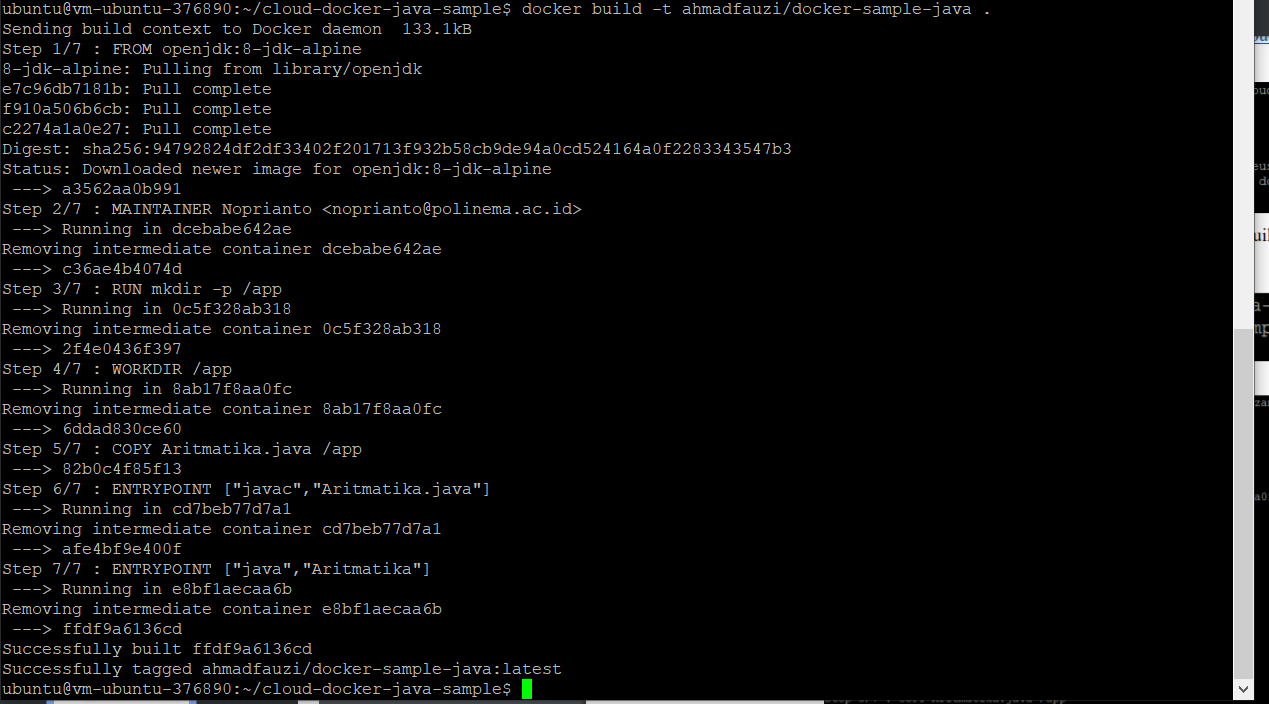 ubuntu@vm-ubuntu-376890:~/cloud-docker-java-sample$ docker build -t ahmadfauzi/docker-sample-java .
Sending build context to Docker daemon  133.1kB
Step 1/7 : FROM openjdk:8-jdk-alpine
8-jdk-alpine: Pulling from library/openjdk
e7c96db7181b: Pull complete
f910a506b6cb: Pull complete
c2274a1a0e27: Pull complete
Digest: sha256:94792824df2df33402f201713f932b58cb9de94a0cd524164a0f2283343547b3
Status: Downloaded newer image for openjdk:8-jdk-alpine
 ---> a3562aa0b991
Step 2/7 : MAINTAINER Noprianto <noprianto@polinema.ac.id>
 ---> Running in dcebabe642ae
Removing intermediate container dcebabe642ae
 ---> c36ae4b4074d
Step 3/7 : RUN mkdir -p /app
 ---> Running in 0c5f328ab318
Removing intermediate container 0c5f328ab318
 ---> 2f4e0436f397
Step 4/7 : WORKDIR /app
 ---> Running in 8ab17f8aa0fc
Removing intermediate container 8ab17f8aa0fc
 ---> 6ddad830ce60
Step 5/7 : COPY Aritmatika.java /app
 ---> 82b0c4f85f13
Step 6/7 : ENTRYPOINT ["javac","Aritmatika.java"]
 ---> Running in cd7beb77d7a1
Removing intermediate container cd7beb77d7a1
 ---> afe4bf9e400f
Step 7/7 : ENTRYPOINT ["java","Aritmatika"]
 ---> Running in e8bf1aecaa6b
Removing intermediate container e8bf1aecaa6b
 ---> ffdf9a6136cd
Successfully built ffdf9a6136cd
Successfully tagged ahmadfauzi/docker-sample-java:latest
ubuntu@vm-ubuntu-376890:~/cloud-docker-java-sample$